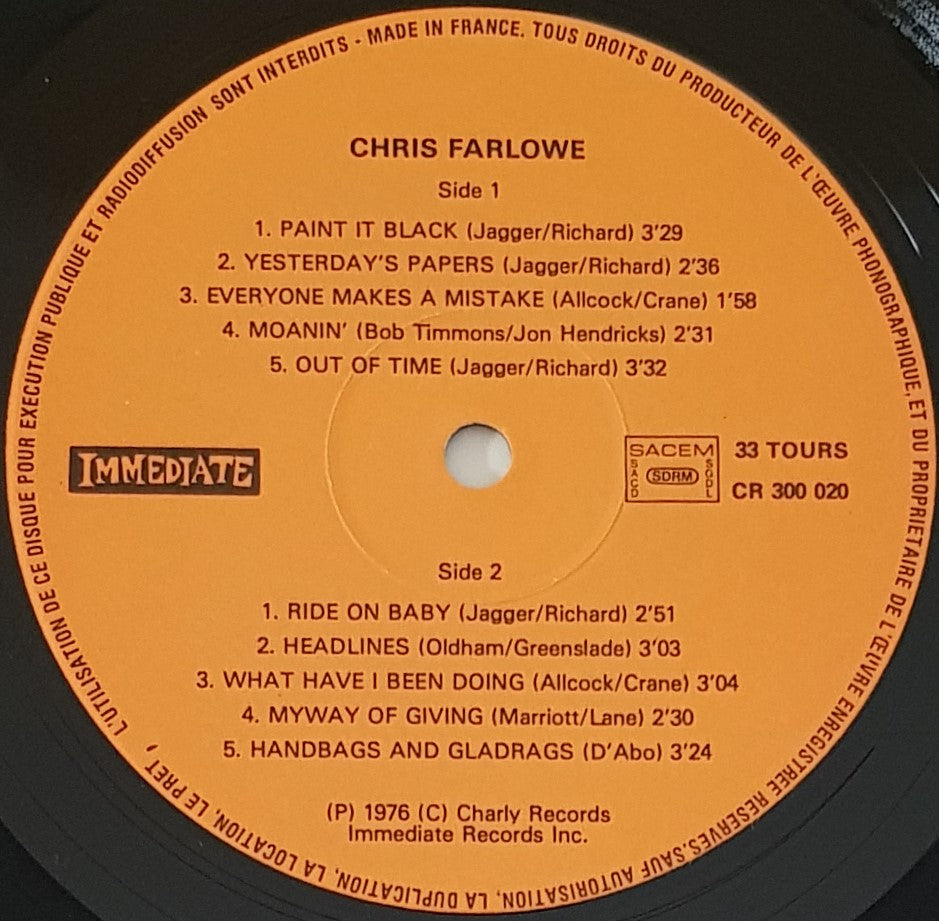 MADE IN FRANCE. TOUS DROITS DU PRODUCTEUR DE L'ŒUVRE PHONOGRAPHIQUE, ET DU PROPRIETAIRE DE L'ŒUVRE ENREGISTREE RESERVES. SAUF AUTORISATION, LA DUPLICATION, LA LOCATION, LE PRET, L'UTILISATION DE CE DISQUE POUR EXECUTION PUBLIQUE ET RADIODIFFUSION SONT INTERDITS -
CHRIS FARLOWE
Side 1
1. PAINT IT BLACK (Jagger/Richard) 3'29
2. YESTERDAY'S PAPERS (Jagger/Richard) 2'36
3. EVERYONE MAKES A MISTAKE (Allcock/Crane) 1'58
4. MOANIN' (Bob Timmons/Jon Hendricks) 2'31
5. OUT OF TIME (Jagger/Richard) 3'32
IMMEDIATE
SACEM
SACD
SDRM
SGDL
33 TOURS
CR 300 020
Side 2
1. RIDE ON BABY (Jagger/Richard) 2'51
2. HEADLINES (Oldham/Greenslade) 3'03
3. WHAT HAVE I BEEN DOING (Allcock/Crane) 3'04
4. MYWAY OF GIVING (Marriott/Lane) 2'30
5. HANDBAGS AND GLADRAGS (D'Abo) 3'24
(P) 1976 (C) Charly Records
Immediate Records Inc.